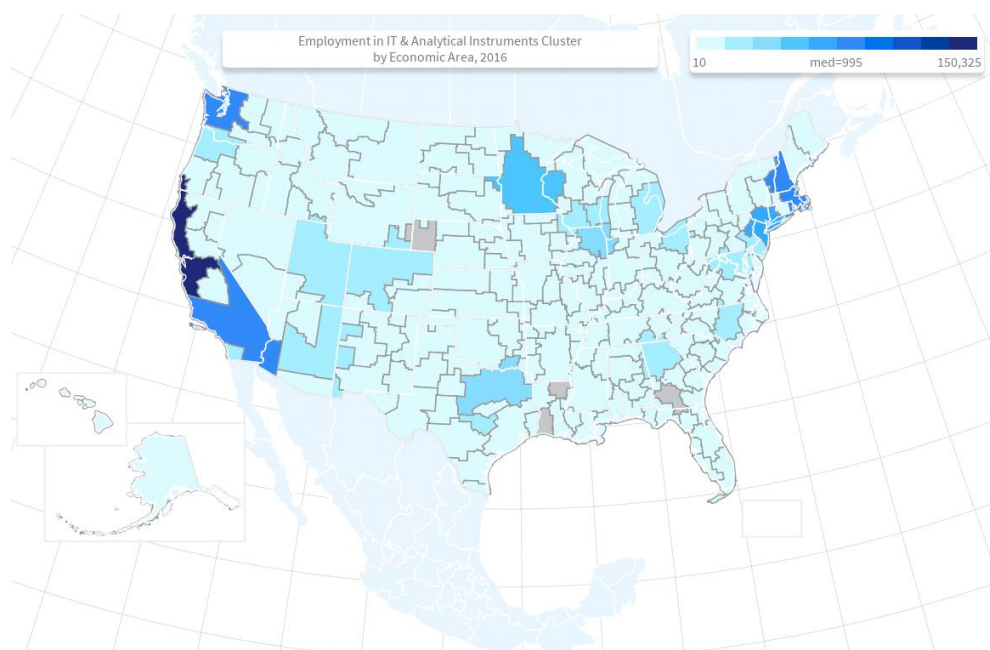 Employment in IT & Analytical Instruments Cluster
by Economic Area, 2016
10 med=995 150,325